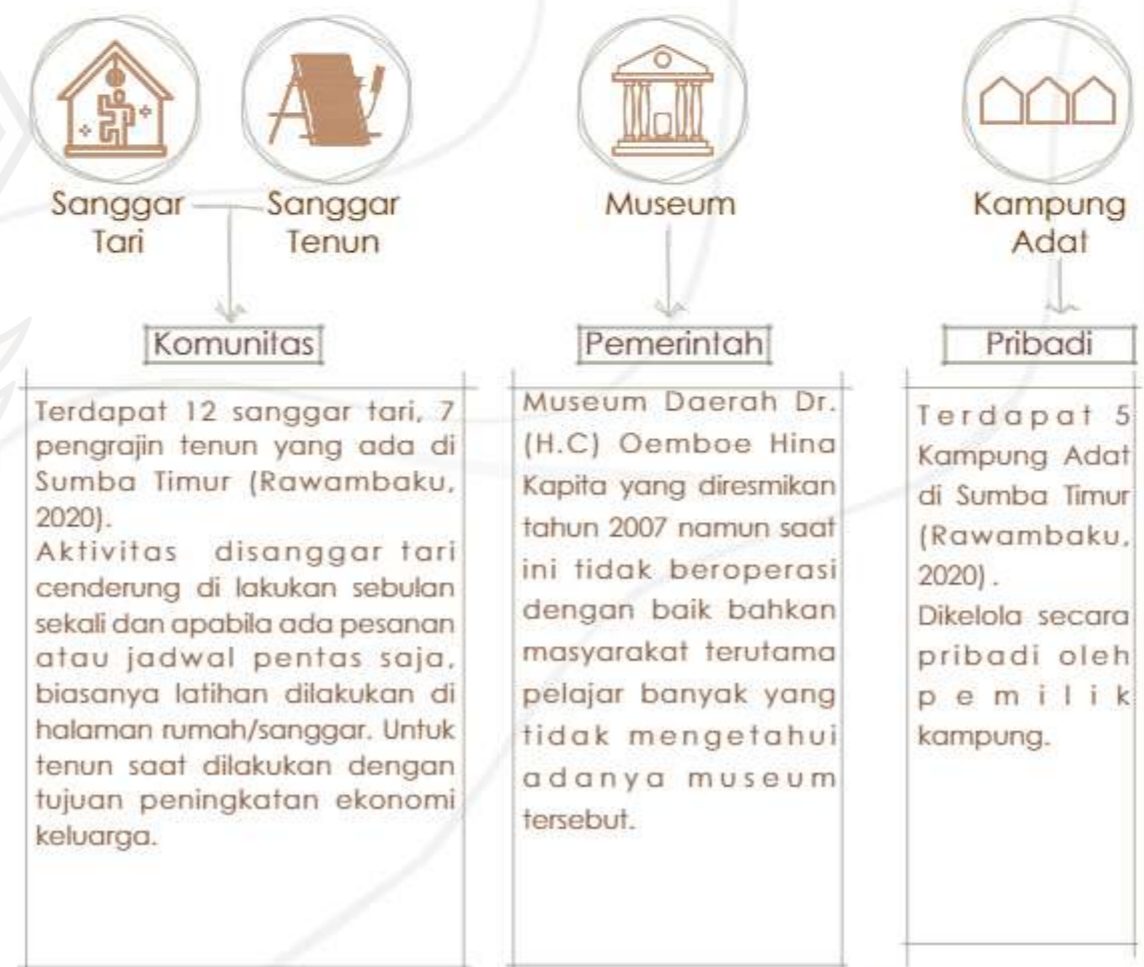 Sanggar
Tari
Sanggar
Tenun
Komunitas
Terdapat 12 sanggar tari, 7
pengrajin tenun yang ada di
Sumba Timur (Rawambaku,
2020).
Aktivitas disanggar tari
cenderung di lakukan sebulan
sekali dan apabila ada pesanan
atau jadwal pentas saja,
biasanya latihan dilakukan di
halaman rumah/sanggar. Untuk
tenun saat dilakukan dengan
tujuan peningkatan ekonomi
keluarga.
Museum
Pemerintah
Museum Daerah Dr.
(H.C) Oemboe Hina
Kapita yang diresmikan
tahun 2007 namun saat
ini tidak beroperasi
dengan baik bahkan
masyarakat terutama
pelajar banyak yang
tidak mengetahui
adanya museum
tersebut.
Kampung
Adat
Pribadi
Terdapat 5
Kampung Adat
di Sumba Timur
(Rawambaku,
2020).
Dikelola secara
pribadi oleh
pemilik
kampung.